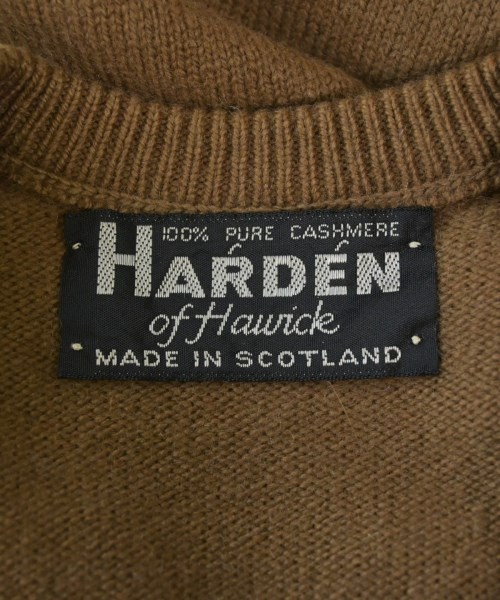 100% PURE CASHMERE
HARDEN
of Hawick
MADE IN SCOTLAND